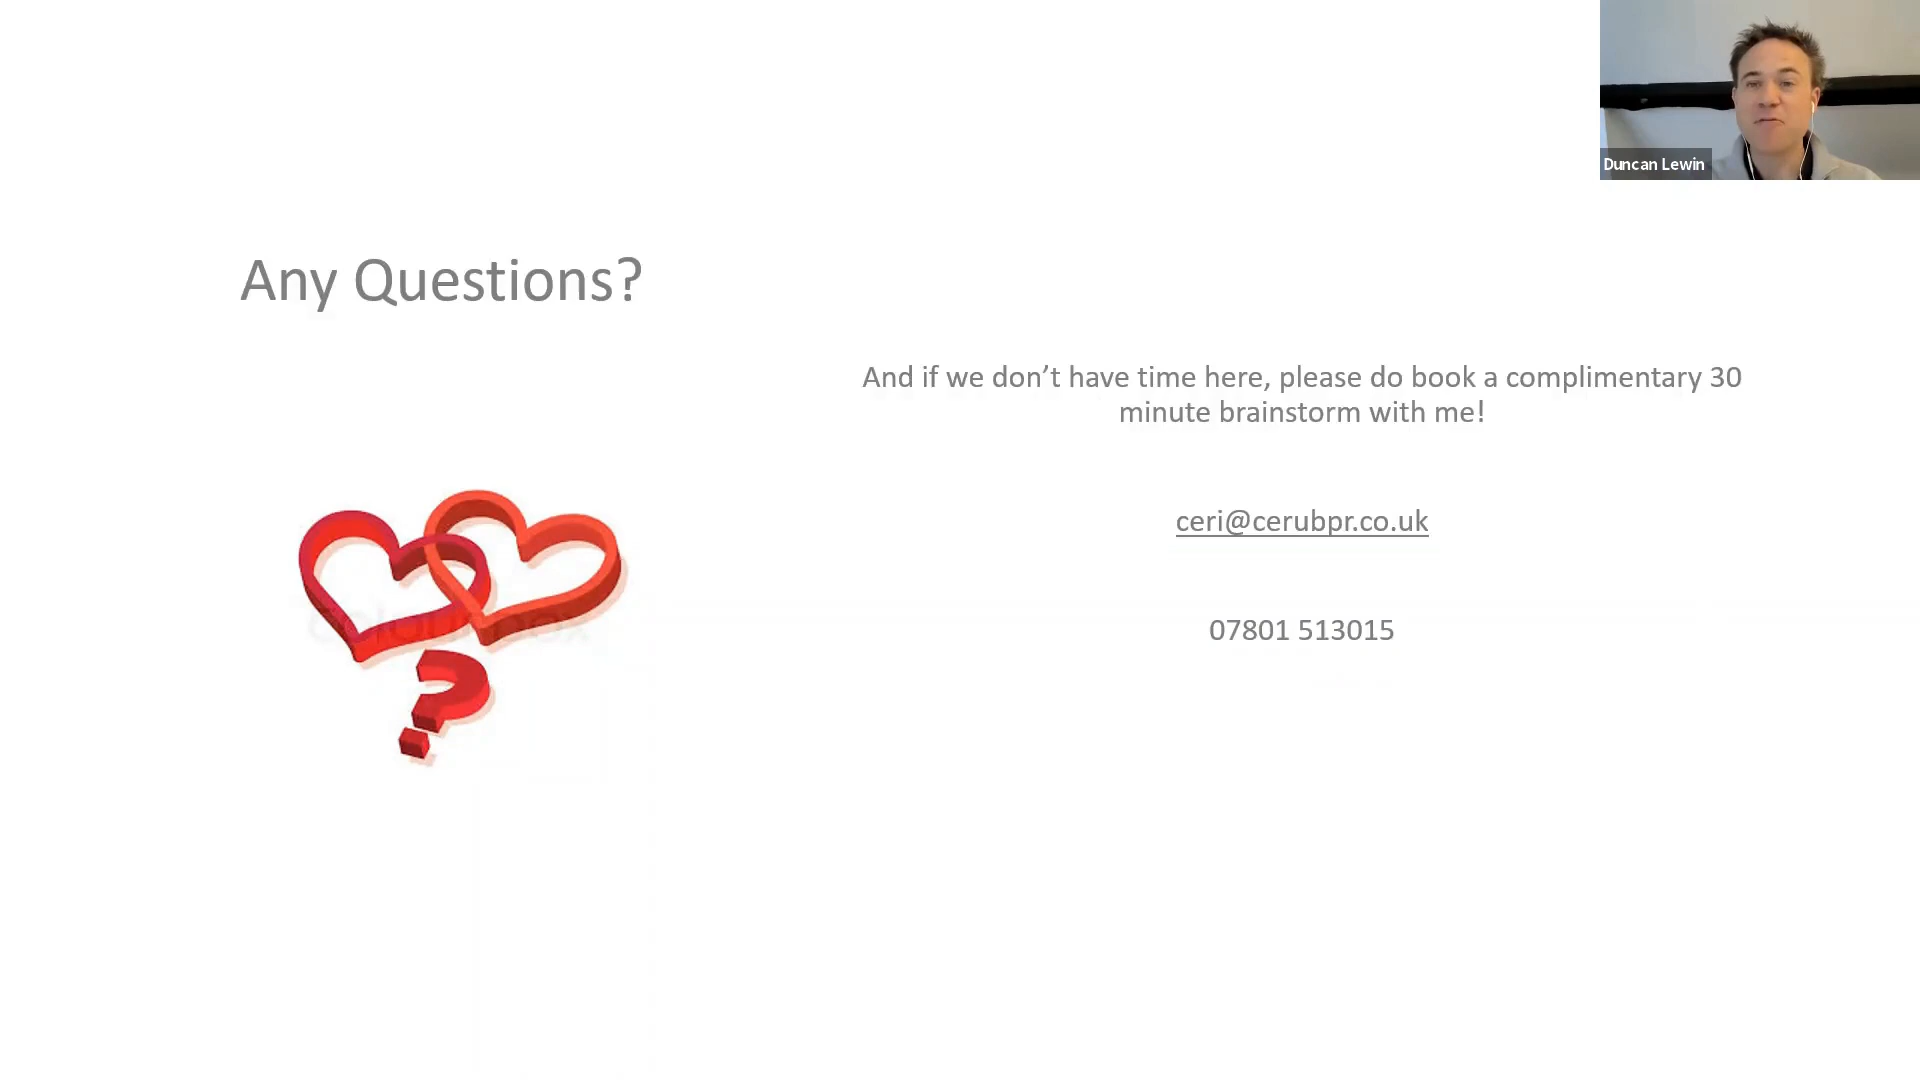 Duncan Lewin
Any Questions?
And if we don't have time here, please do book a complimentary 30
minute brainstorm with me!
ceri@cerubpr.co.uk
07801 513015